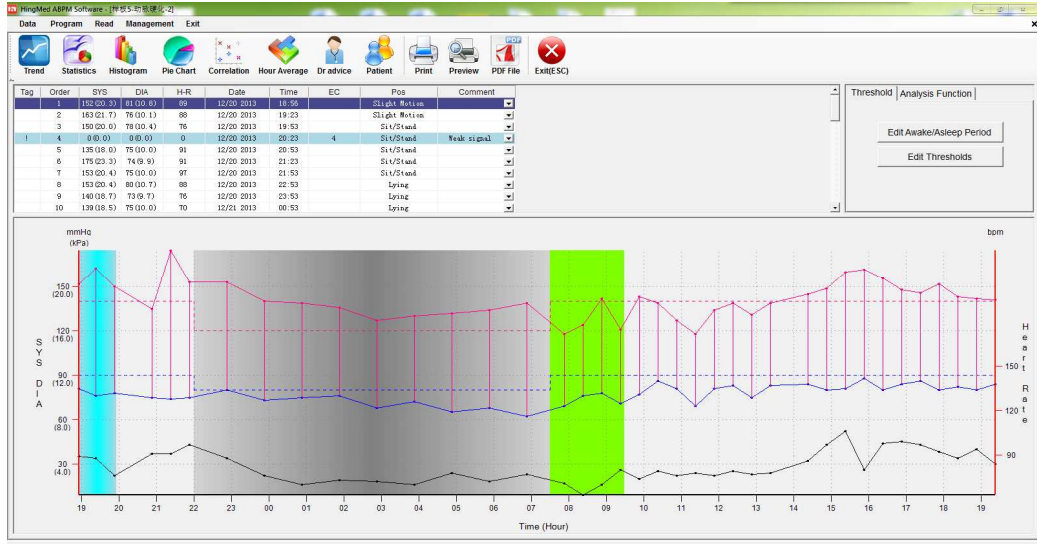 HingMed ABPM Software - [样板5-动脉硬化-2]
Data Program Read Management Exit
Trend Statistics Histogram Pie Chart Correlation Hour Average Dr advice Patient Print Preview PDF File Exit(ESC)
Tag Order SYS DIA H-R Date Time EC Pos Comment
1 152(20.3) 81(10.8) 89 12/20 2013 18:56 Slight Motion
2 163(21.7) 76(10.1) 88 12/20 2013 19:23 Slight Motion
3 150(20.0) 78(10.4) 76 12/20 2013 19:53 Sit/Stand
! 4 0(0.0) 0(0.0) 0 12/20 2013 20:23 4 Sit/Stand Weak signal
5 135(18.0) 75(10.0) 91 12/20 2013 20:53 Sit/Stand
6 175(23.3) 74(9.9) 91 12/20 2013 21:23 Sit/Stand
7 153(20.4) 75(10.0) 97 12/20 2013 21:53 Sit/Stand
8 153(20.4) 80(10.7) 88 12/20 2013 22:53 Lying
9 140(18.7) 73(9.7) 76 12/20 2013 23:53 Lying
10 139(18.5) 75(10.0) 70 12/21 2013 00:53 Lying
Threshold Analysis Function
Edit Awake/Asleep Period
Edit Thresholds
mmHq
(kPa)
bpm
150
(20.0)
120
(16.0)
90
(12.0)
60
(8.0)
30
(4.0)
SYS DIA
150
120
90
Heart Rate
19 20 21 22 23 00 01 02 03 04 05 06 07 08 09 10 11 12 13 14 15 16 17 18 19
Time (Hour)